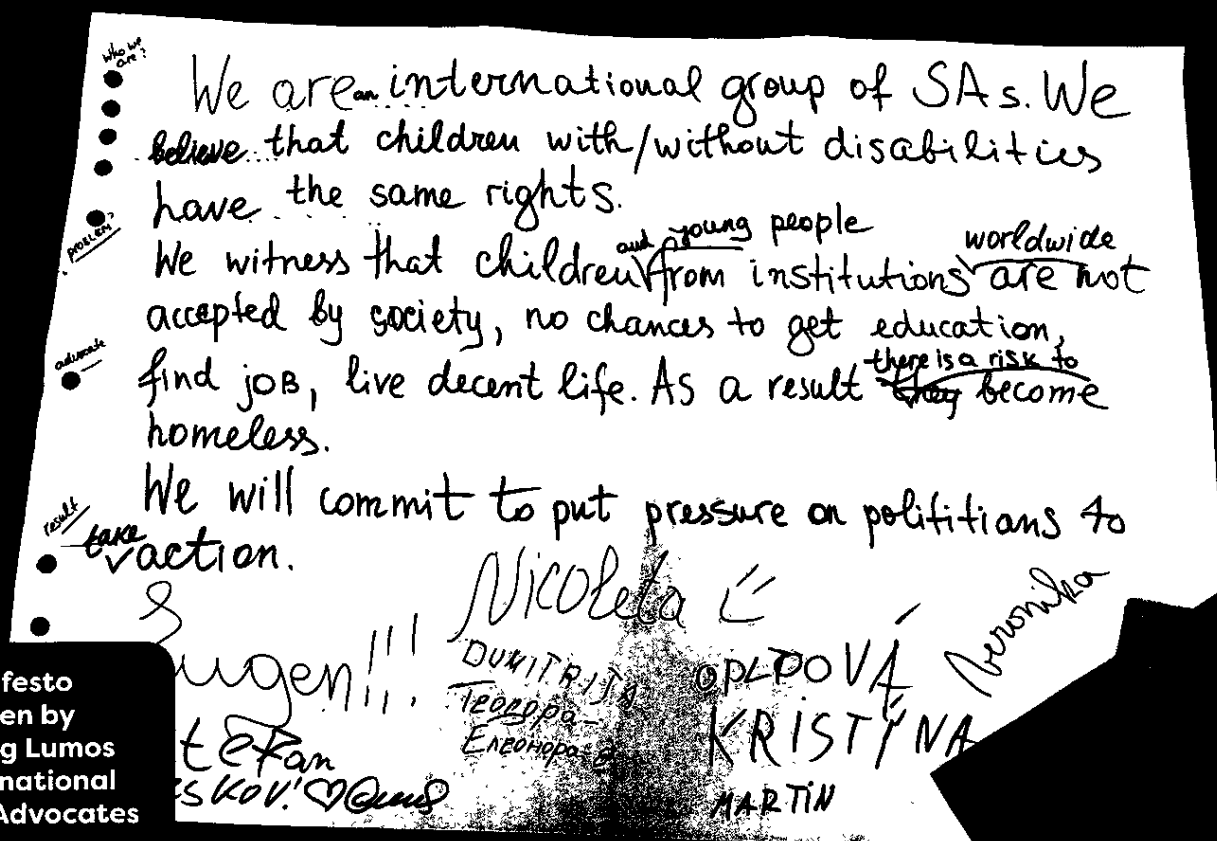 who we are?
We are an international group of SAs. We
believe that children with/without disabilities
have the same rights.
PROBLEM?
and young people
worldwide
We witness that children from institutions are not
accepted by society, no chances to get education,
advocate
there is a risk to
find JOB, live decent life. As a result they become
homeless.
We will commit to put pressure on polititians to
result
take action.
Nicoleta
Veronika
Eugen!!!
DUMITRIȚA
OPLDOVÁ
Теодора
KRISTÝNA
Елеонора
tefan
MARTIN
festo
en by
g Lumos
national
Advocates